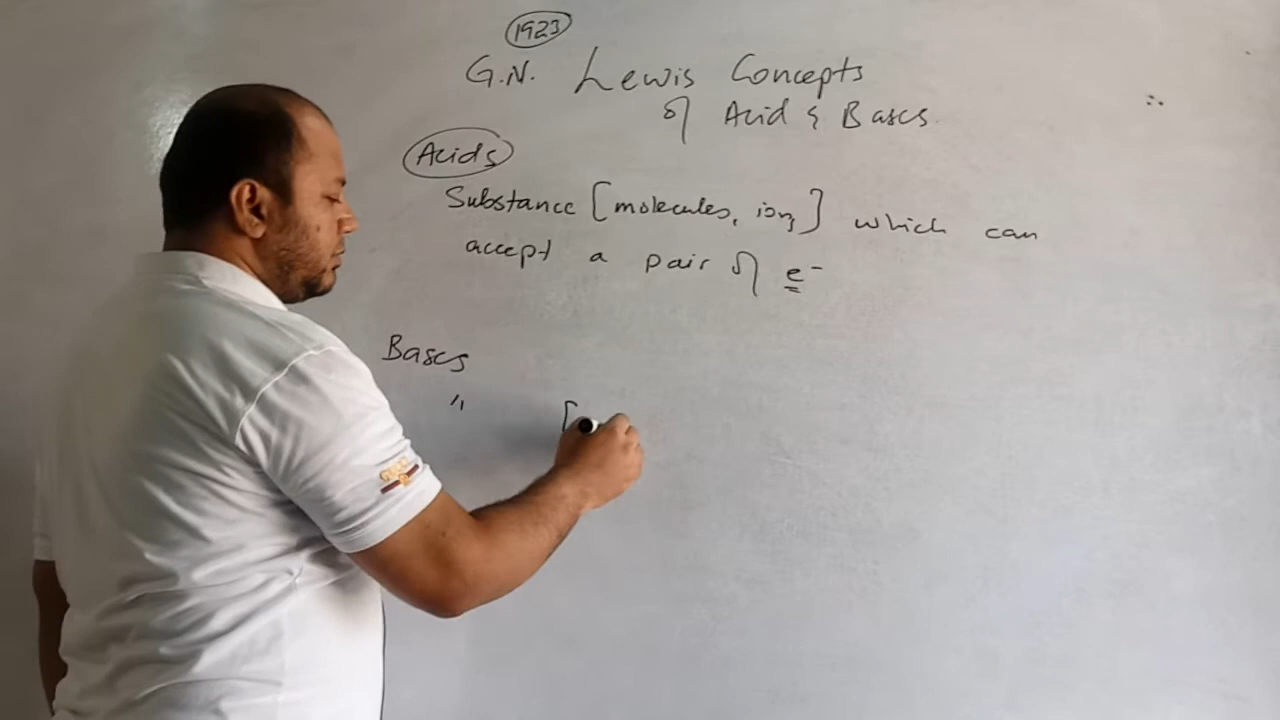 1923
G.N. Lewis Concepts
of Acid & Bases
Acids
Substance [molecules, ions] which can
accept a pair of e⁻
Bases
" [